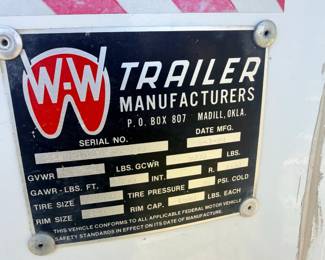 W-W TRAILER
MANUFACTURERS
P.O. BOX 807 MADILL, OKLA.
SERIAL NO. DATE MFG.
GVWR LBS. GCWR LBS.
GAWR - LBS. FT. INT. R.
TIRE SIZE TIRE PRESSURE PSI. COLD
RIM SIZE RIM CAP. LBS. EACH
THIS VEHICLE CONFORMS TO ALL APPLICABLE FEDERAL MOTOR VEHICLE
SAFETY STANDARDS IN EFFECT ON ITS DATE OF MANUFACTURE.